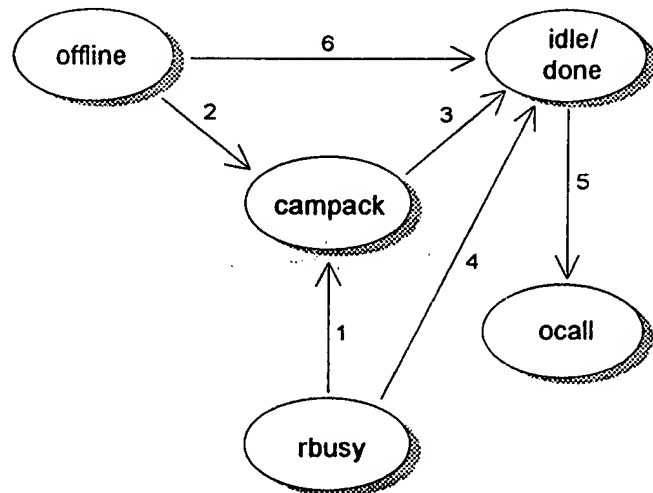 offline
6
idle/
done
2
3
campack
5
4
ocall
1
rbusy